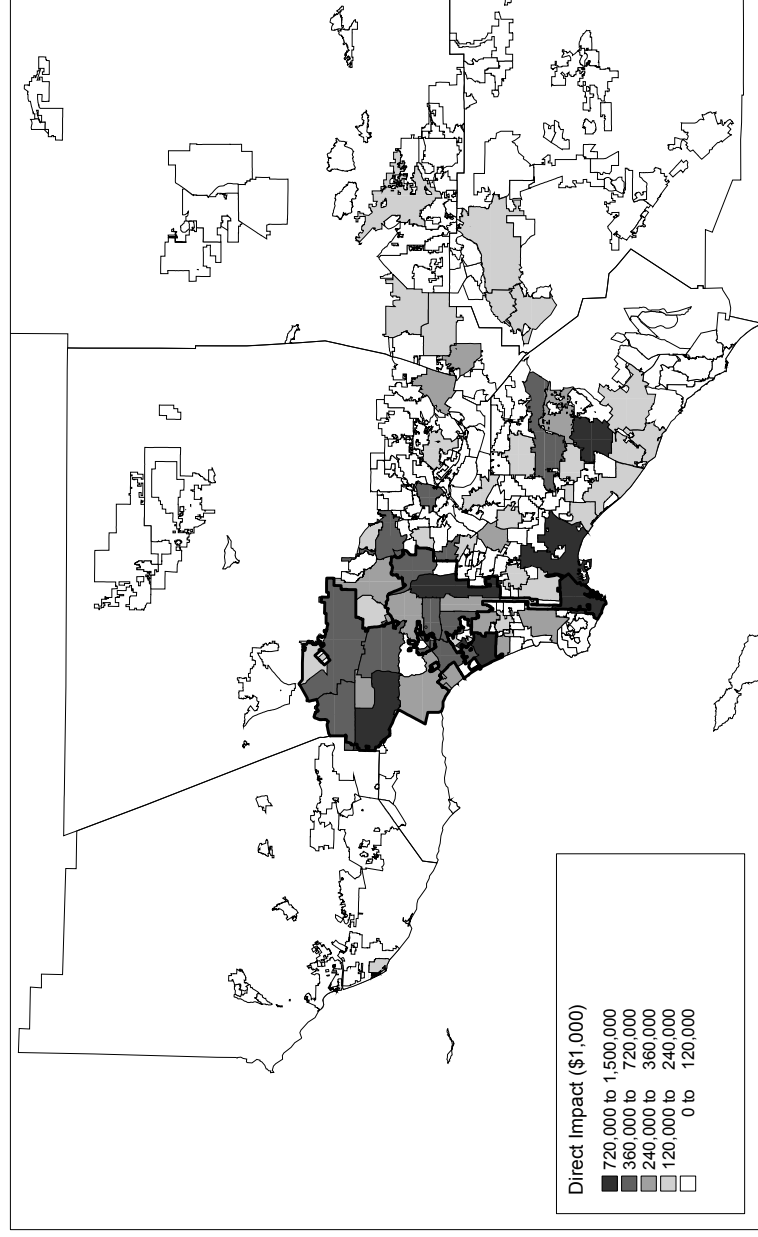 Direct Impact ($1,000)
720,000 to 1,500,000
360,000 to 720,000
240,000 to 360,000
120,000 to 240,000
0 to 120,000